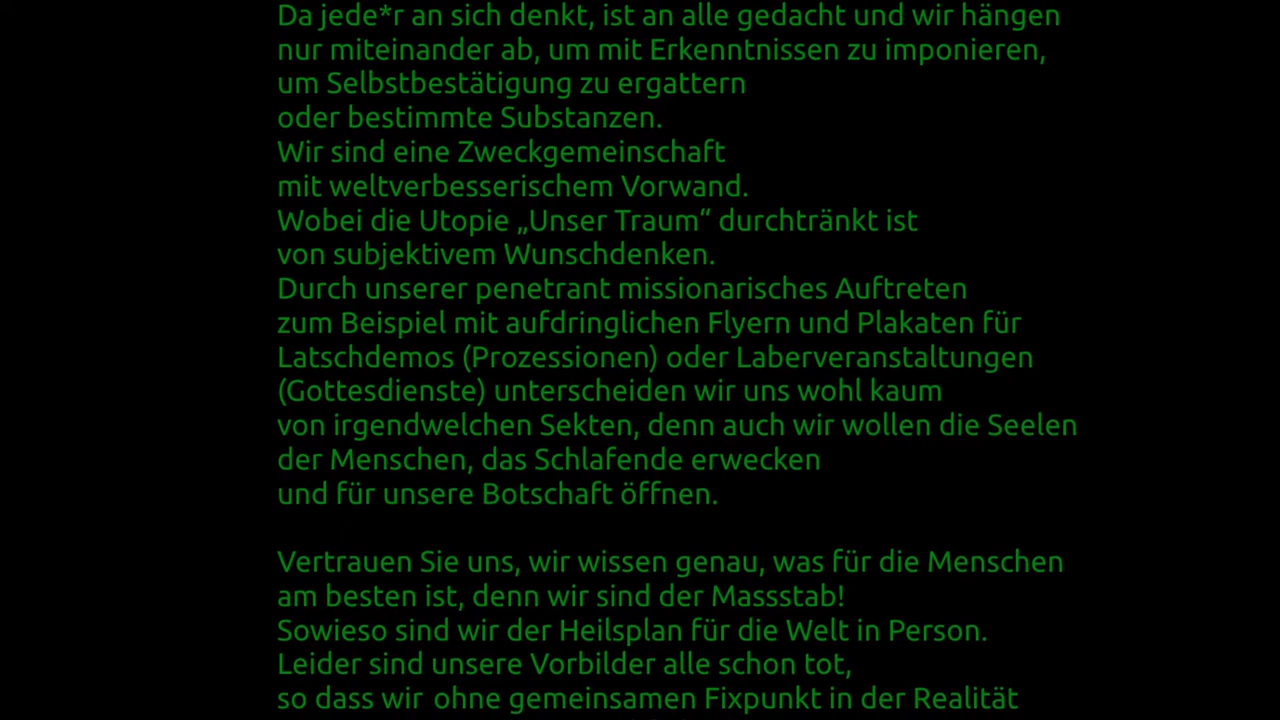 Da jede*r an sich denkt, ist an alle gedacht und wir hängen
nur miteinander ab, um mit Erkenntnissen zu imponieren,
um Selbstbestätigung zu ergattern
oder bestimmte Substanzen.
Wir sind eine Zweckgemeinschaft
mit weltverbesserischem Vorwand.
Wobei die Utopie „Unser Traum“ durchtränkt ist
von subjektivem Wunschdenken.
Durch unserer penetrant missionarisches Auftreten
zum Beispiel mit aufdringlichen Flyern und Plakaten für
Latschdemos (Prozessionen) oder Laberveranstaltungen
(Gottesdienste) unterscheiden wir uns wohl kaum
von irgendwelchen Sekten, denn auch wir wollen die Seelen
der Menschen, das Schlafende erwecken
und für unsere Botschaft öffnen.

Vertrauen Sie uns, wir wissen genau, was für die Menschen
am besten ist, denn wir sind der Massstab!
Sowieso sind wir der Heilsplan für die Welt in Person.
Leider sind unsere Vorbilder alle schon tot,
so dass wir ohne gemeinsamen Fixpunkt in der Realität